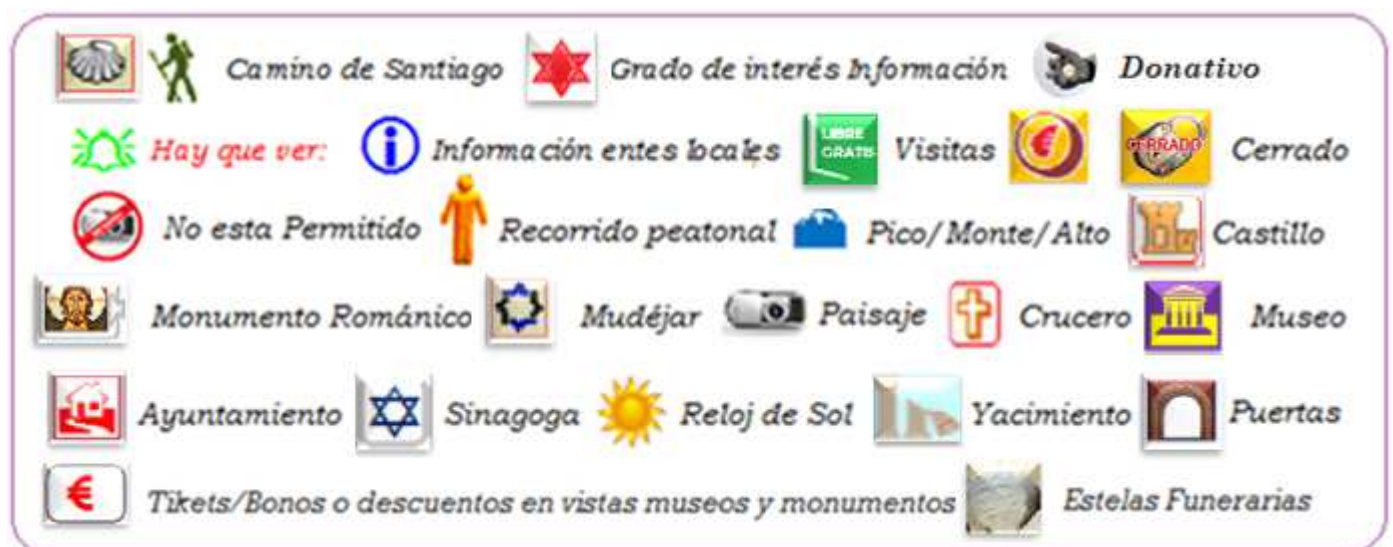 Camino de Santiago Grado de interés Información Donativo
Hay que ver: i Información entes locales LIBRE GRATIS Visitas € CERRADO Cerrado
No esta Permitido Recorrido peatonal Pico/Monte/Alto Castillo
Monumento Románico Mudéjar Paisaje Crucero Museo
Ayuntamiento Sinagoga Reloj de Sol Yacimiento Puertas
€ Tikets/Bonos o descuentos en vistas museos y monumentos Estelas Funerarias